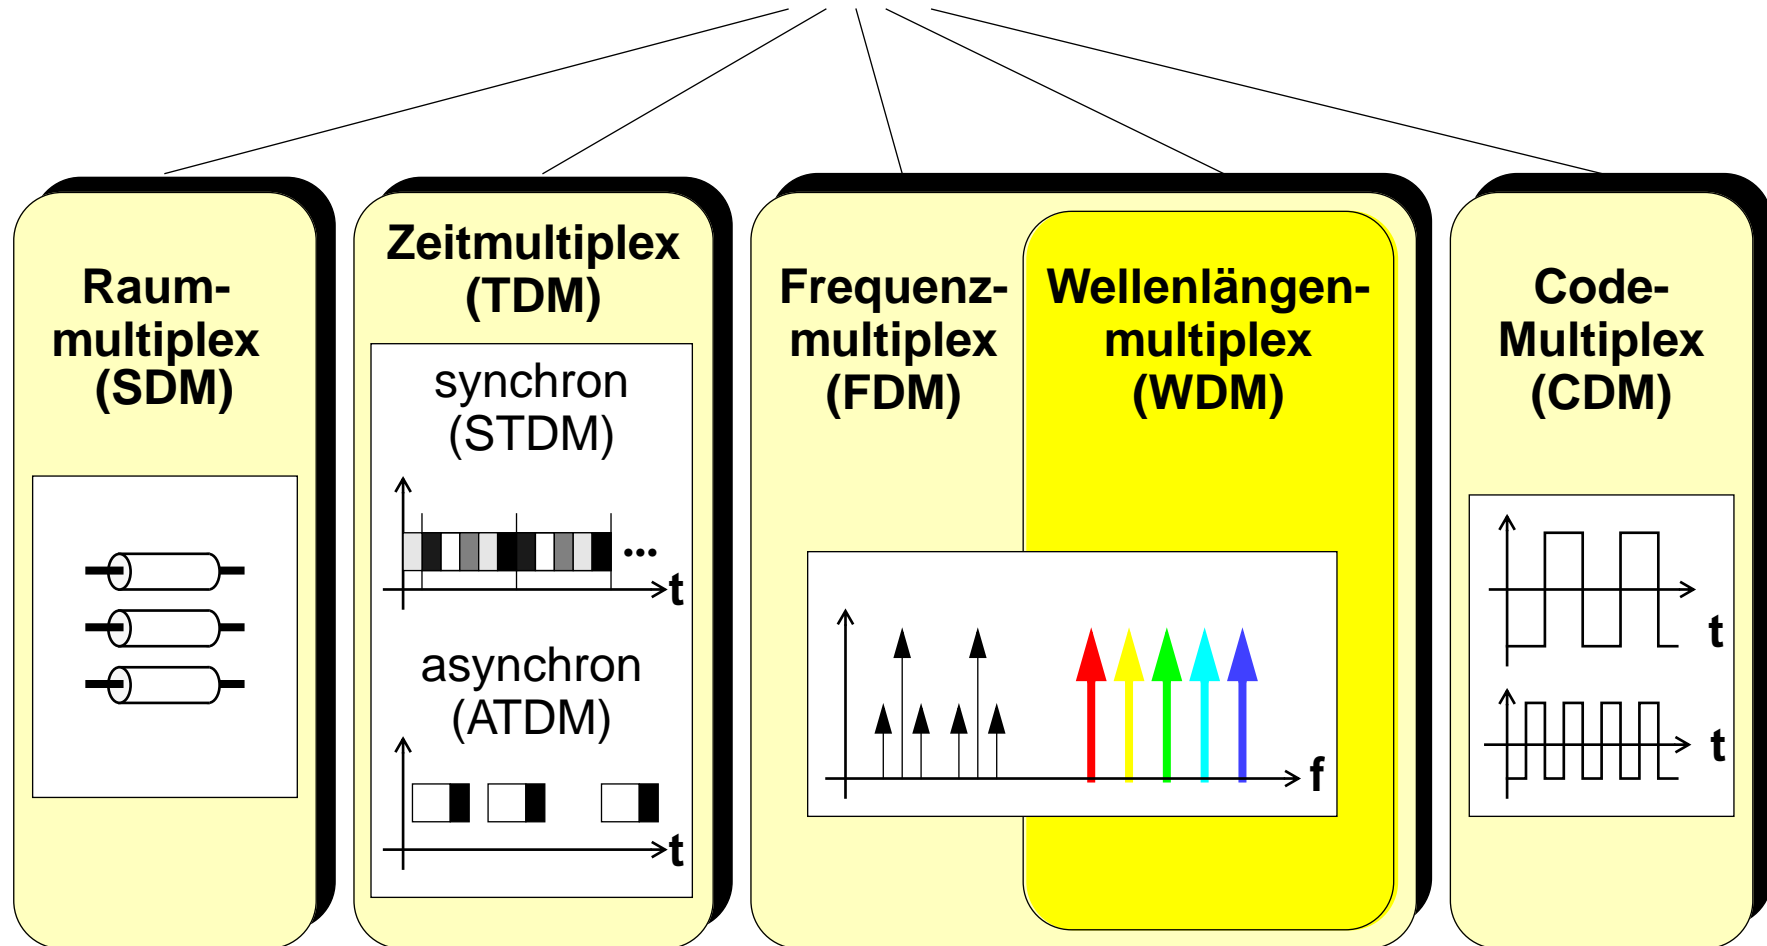 Raum-
multiplex
(SDM)
Zeitmultiplex
(TDM)
synchron
(STDM)
...
t
asynchron
(ATDM)
t
Frequenz-
multiplex
(FDM)
Wellenlängen-
multiplex
(WDM)
f
Code-
Multiplex
(CDM)
t
t